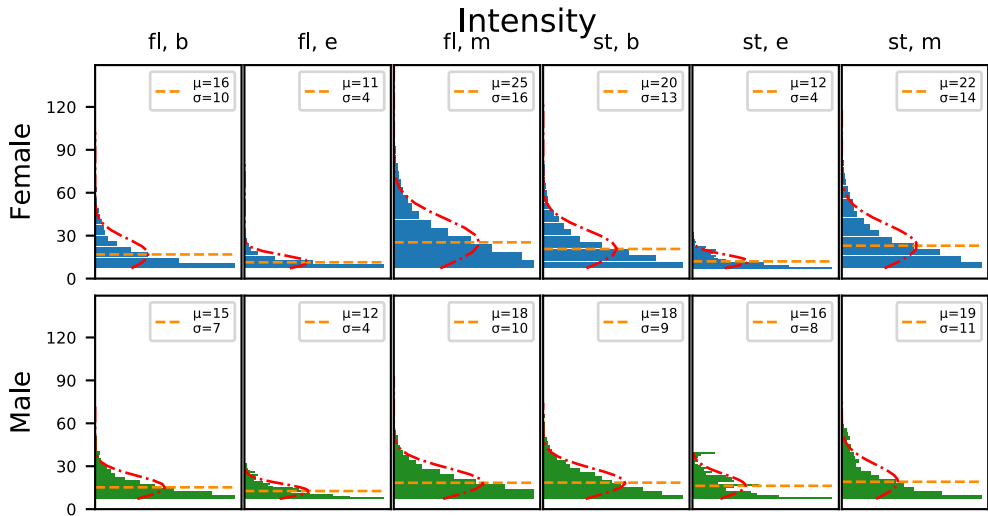 Intensity
fl, b fl, e fl, m st, b st, e st, m
Female
120
90
60
30
0
μ=16
σ=10
μ=11
σ=4
μ=25
σ=16
μ=20
σ=13
μ=12
σ=4
μ=22
σ=14
Male
120
90
60
30
0
μ=15
σ=7
μ=12
σ=4
μ=18
σ=10
μ=18
σ=9
μ=16
σ=8
μ=19
σ=11